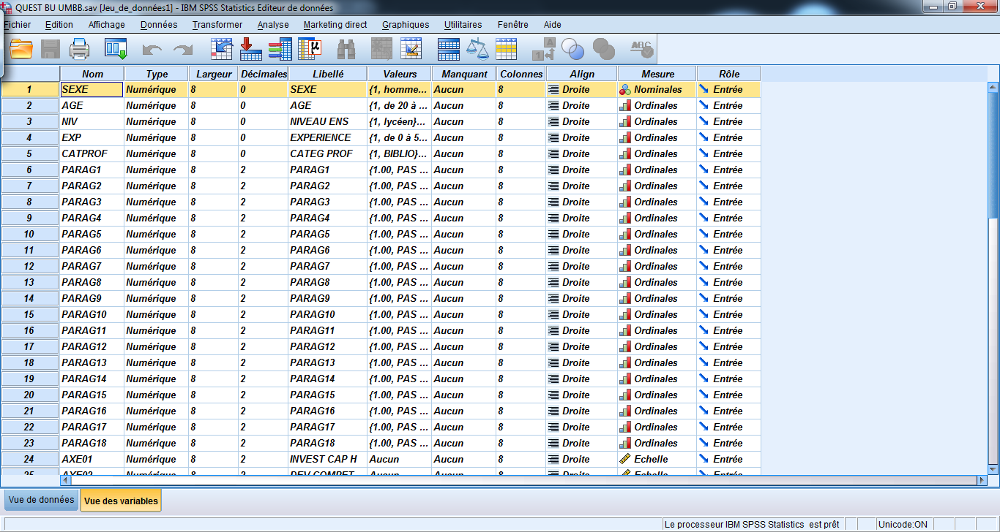 QUEST BU UMBB.sav [Jeu_de_données1] - IBM SPSS Statistics Editeur de données
Fichier Edition Affichage Données Transformer Analyse Marketing direct Graphiques Utilitaires Fenêtre Aide
Nom Type Largeur Décimales Libellé Valeurs Manquant Colonnes Align Mesure Rôle
1 SEXE Numérique 8 0 SEXE {1, homme... Aucun 8 Droite Nominales Entrée
2 AGE Numérique 8 0 AGE {1, de 20 à ... Aucun 8 Droite Ordinales Entrée
3 NIV Numérique 8 0 NIVEAU ENS {1, lycéen}... Aucun 8 Droite Ordinales Entrée
4 EXP Numérique 8 0 EXPERIENCE {1, de 0 à 5... Aucun 8 Droite Ordinales Entrée
5 CATPROF Numérique 8 0 CATEG PROF {1, BIBLIO}... Aucun 8 Droite Ordinales Entrée
6 PARAG1 Numérique 8 2 PARAG1 {1.00, PAS ... Aucun 8 Droite Ordinales Entrée
7 PARAG2 Numérique 8 2 PARAG2 {1.00, PAS ... Aucun 8 Droite Ordinales Entrée
8 PARAG3 Numérique 8 2 PARAG3 {1.00, PAS ... Aucun 8 Droite Ordinales Entrée
9 PARAG4 Numérique 8 2 PARAG4 {1.00, PAS ... Aucun 8 Droite Ordinales Entrée
10 PARAG5 Numérique 8 2 PARAG5 {1.00, PAS ... Aucun 8 Droite Ordinales Entrée
11 PARAG6 Numérique 8 2 PARAG6 {1.00, PAS ... Aucun 8 Droite Ordinales Entrée
12 PARAG7 Numérique 8 2 PARAG7 {1.00, PAS ... Aucun 8 Droite Ordinales Entrée
13 PARAG8 Numérique 8 2 PARAG8 {1.00, PAS ... Aucun 8 Droite Ordinales Entrée
14 PARAG9 Numérique 8 2 PARAG9 {1.00, PAS ... Aucun 8 Droite Ordinales Entrée
15 PARAG10 Numérique 8 2 PARAG10 {1.00, PAS ... Aucun 8 Droite Ordinales Entrée
16 PARAG11 Numérique 8 2 PARAG11 {1.00, PAS ... Aucun 8 Droite Ordinales Entrée
17 PARAG12 Numérique 8 2 PARAG12 {1.00, PAS ... Aucun 8 Droite Ordinales Entrée
18 PARAG13 Numérique 8 2 PARAG13 {1.00, PAS ... Aucun 8 Droite Ordinales Entrée
19 PARAG14 Numérique 8 2 PARAG14 {1.00, PAS ... Aucun 8 Droite Ordinales Entrée
20 PARAG15 Numérique 8 2 PARAG15 {1.00, PAS ... Aucun 8 Droite Ordinales Entrée
21 PARAG16 Numérique 8 2 PARAG16 {1.00, PAS ... Aucun 8 Droite Ordinales Entrée
22 PARAG17 Numérique 8 2 PARAG17 {1.00, PAS ... Aucun 8 Droite Ordinales Entrée
23 PARAG18 Numérique 8 2 PARAG18 {1.00, PAS ... Aucun 8 Droite Ordinales Entrée
24 AXE01 Numérique 8 2 INVEST CAP H Aucun Aucun 8 Droite Echelle Entrée
25 AXE02 Numérique 8 2 DEV COMPET Aucun Aucun 8 Droite Echelle Entrée
Vue de données Vue des variables
Le processeur IBM SPSS Statistics est prêt Unicode:ON